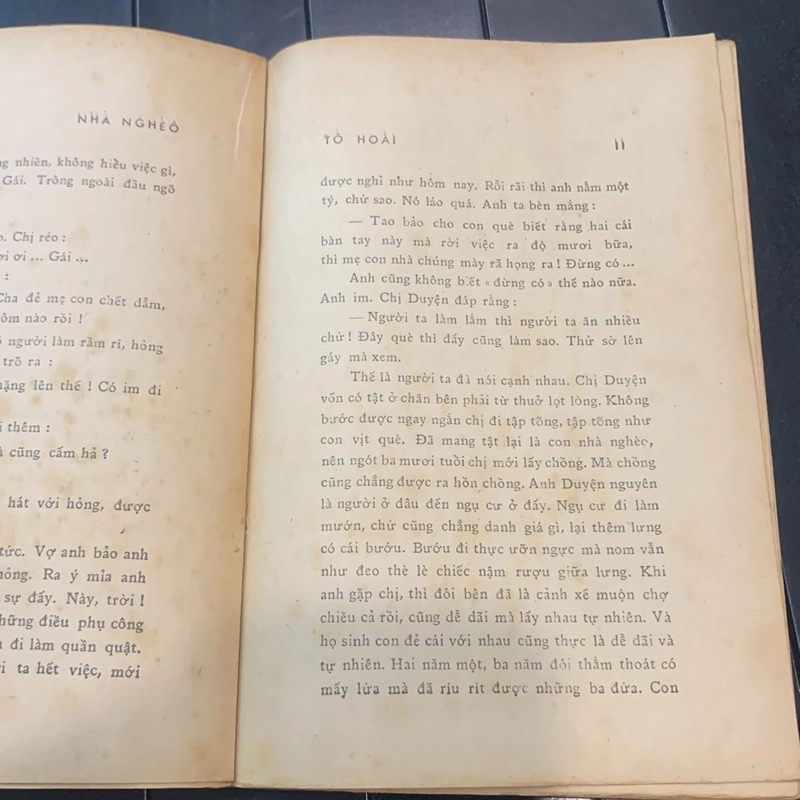 NHÀ NGHÈO
nhiên, không hiểu việc gì,
Gái. Trông ngoài đầu ngõ
Chị réo :
ơi ... Gái ...
:
Cha đẻ mẹ con chết dẫm,
nào rồi !
người làm rầm rĩ, hỏng
trõ ra :
lên thế ! Có im đi
thêm :
cũng cấm hả ?
hát với hỏng, được
tức. Vợ anh bảo anh
Ra ý mỉa anh
sự đấy. Này, trời !
những điều phụ công
đi làm quần quật.
ta hết việc, mới
TÔ HOÀI
11
được nghỉ như hôm nay. Rỗi rãi thì anh nằm một
tý, chứ sao. Nó láo quá. Anh ta bèn mắng :
— Tao bảo cho con què biết rằng hai cái
bàn tay này mà rời việc ra độ mươi bữa,
thì mẹ con nhà chúng mày rã họng ra ! Đừng có ...
Anh cũng không biết « đừng có » thế nào nữa.
Anh im. Chị Duyện đáp rằng :
— Người ta làm lắm thì người ta ăn nhiều
chứ ! Đây què thì đấy cũng làm sao. Thử sờ lên
gáy mà xem.
Thế là người ta đã nói cạnh nhau. Chị Duyện
vốn có tật ở chân bên phải từ thuở lọt lòng. Không
bước được ngay ngắn chị đi tập tõng, tập tõng như
con vịt què. Đã mang tật lại là con nhà nghèo,
nên ngót ba mươi tuổi chị mới lấy chồng. Mà chồng
cũng chẳng được ra hồn chồng. Anh Duyện nguyên
là người ở đâu đến ngụ cư ở đấy. Ngụ cư đi làm
mướn, chứ cũng chẳng danh giá gì, lại thêm lưng
có cái bướu. Bướu đi thực ưỡn ngực mà nom vẫn
như đeo thè lè chiếc nậm rượu giữa lưng. Khi
anh gặp chị, thì đôi bên đã là cảnh xế muộn chợ
chiều cả rồi, cũng dễ dãi mà lấy nhau tự nhiên. Và
họ sinh con đẻ cái với nhau cũng thực là dễ dãi và
tự nhiên. Hai năm một, ba năm đôi thấm thoát có
mấy lứa mà đã ríu rít được những ba đứa. Con